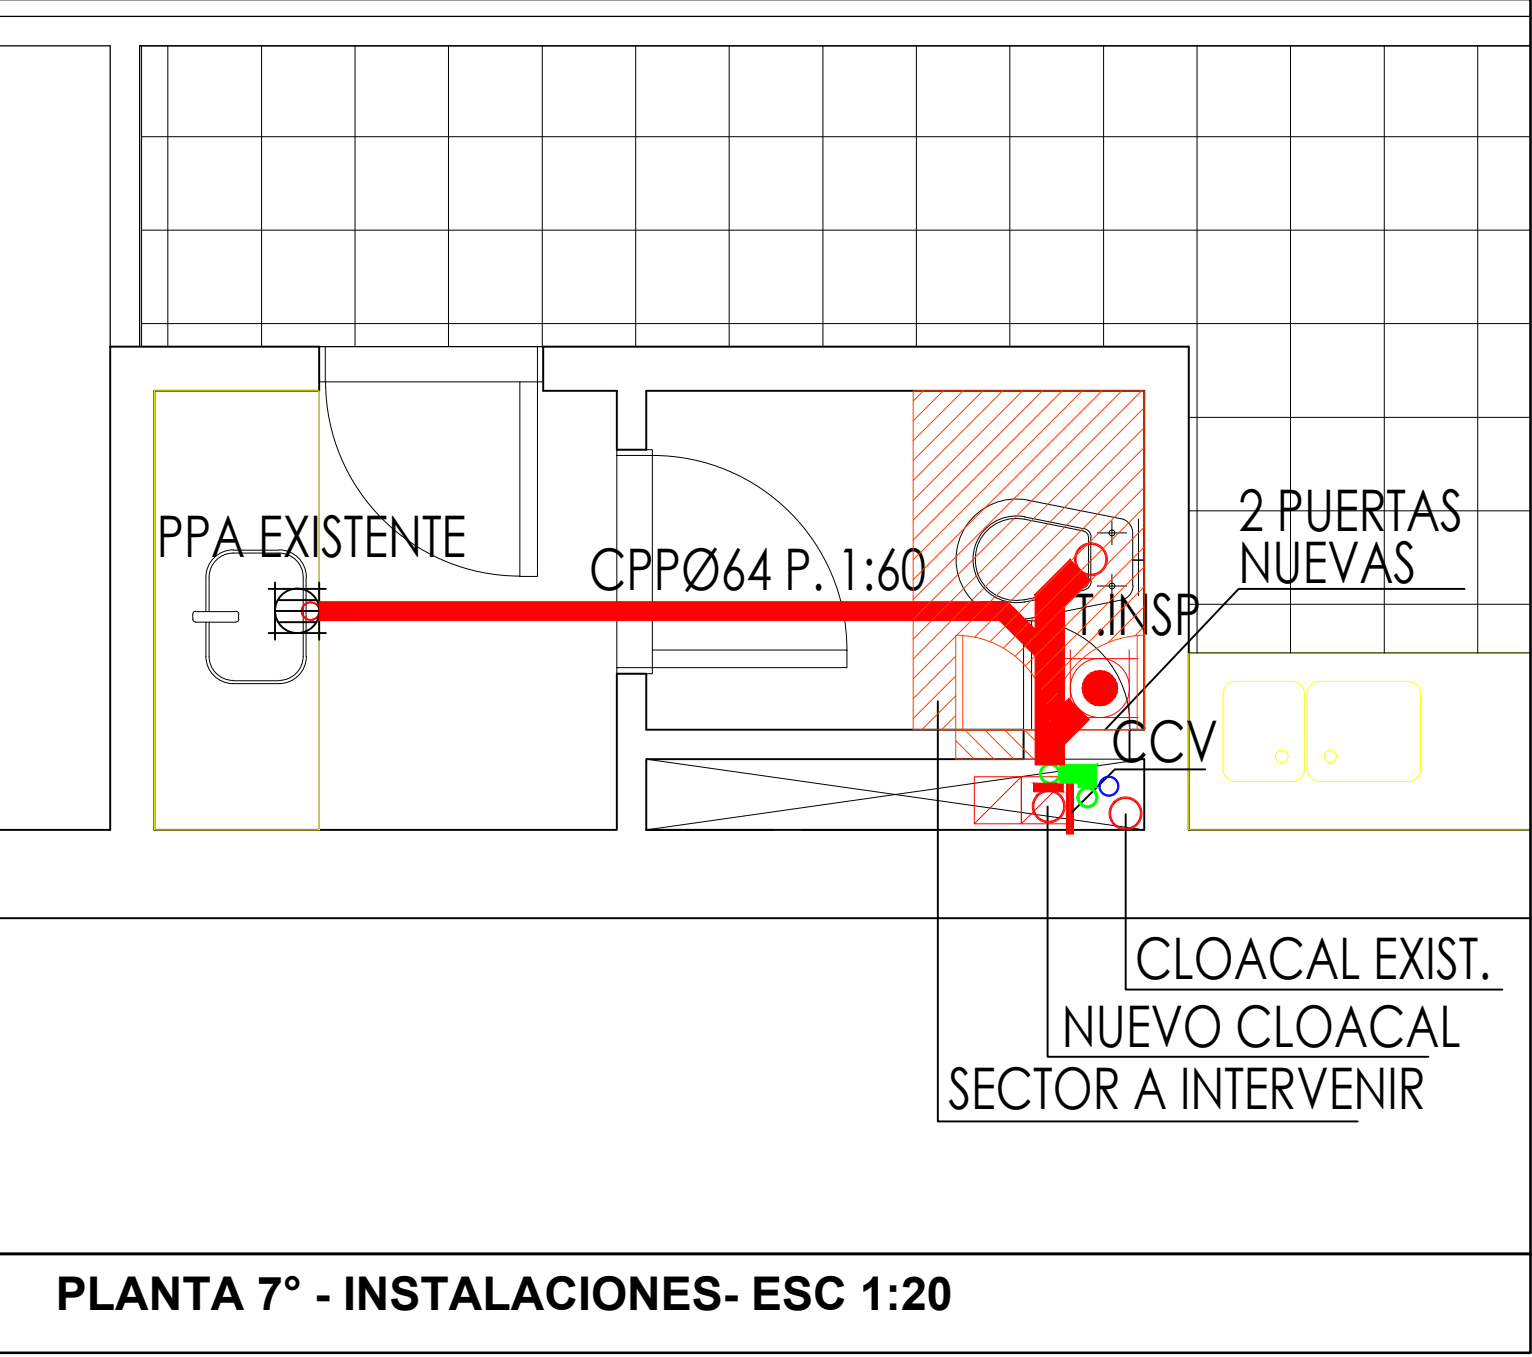 2 PUERTAS
NUEVAS
PPA EXISTENTE
CPPØ64 P. 1:60
T.INSP
CCV
CLOACAL EXIST.
NUEVO CLOACAL
SECTOR A INTERVENIR
PLANTA 7° - INSTALACIONES- ESC 1:20